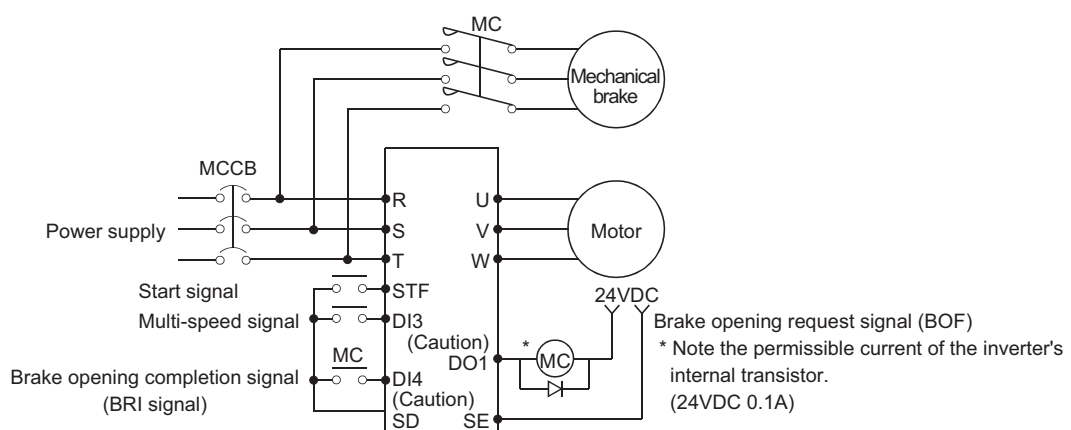 MC
Mechanical
brake
MCCB
R
U
Power supply
S
V
Motor
T
W
24VDC
Start signal
STF
Multi-speed signal
DI3
Brake opening request signal (BOF)
(Caution)
DO1
*
MC
* Note the permissible current of the inverter's
internal transistor.
(24VDC 0.1A)
MC
Brake opening completion signal
(BRI signal)
DI4
(Caution)
SD
SE